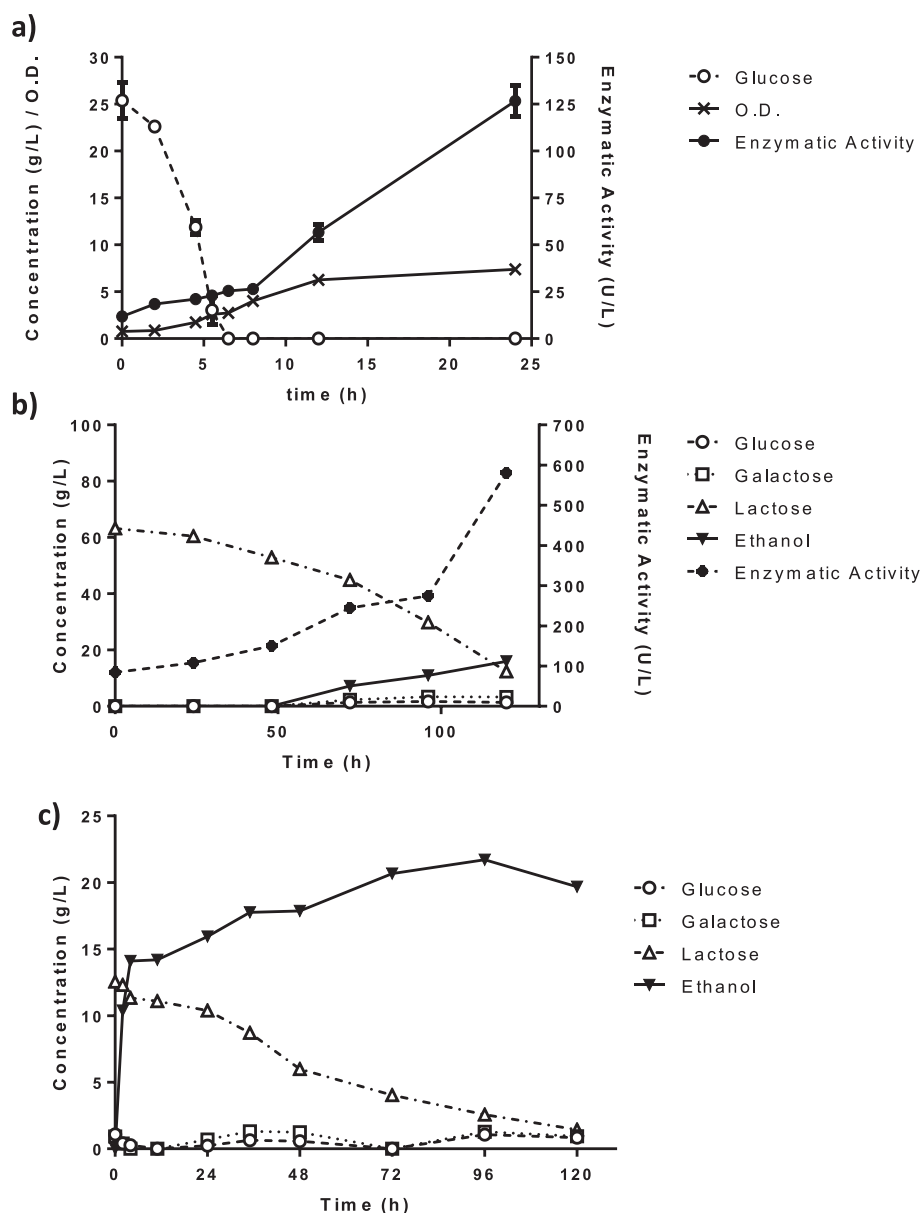 a)
Concentration (g/L) / O.D.
30
25
20
15
10
5
0
150
125
100
75
50
25
0
Enzymatic Activity (U/L)
0 5 10 15 20 25
time (h)
Glucose
O.D.
Enzymatic Activity
b)
Concentration (g/L)
100
80
60
40
20
0
700
600
500
400
300
200
100
0
Enzymatic Activity (U/L)
0 50 100
Time (h)
Glucose
Galactose
Lactose
Ethanol
Enzymatic Activity
c)
Concentration (g/L)
25
20
15
10
5
0
0 24 48 72 96 120
Time (h)
Glucose
Galactose
Lactose
Ethanol